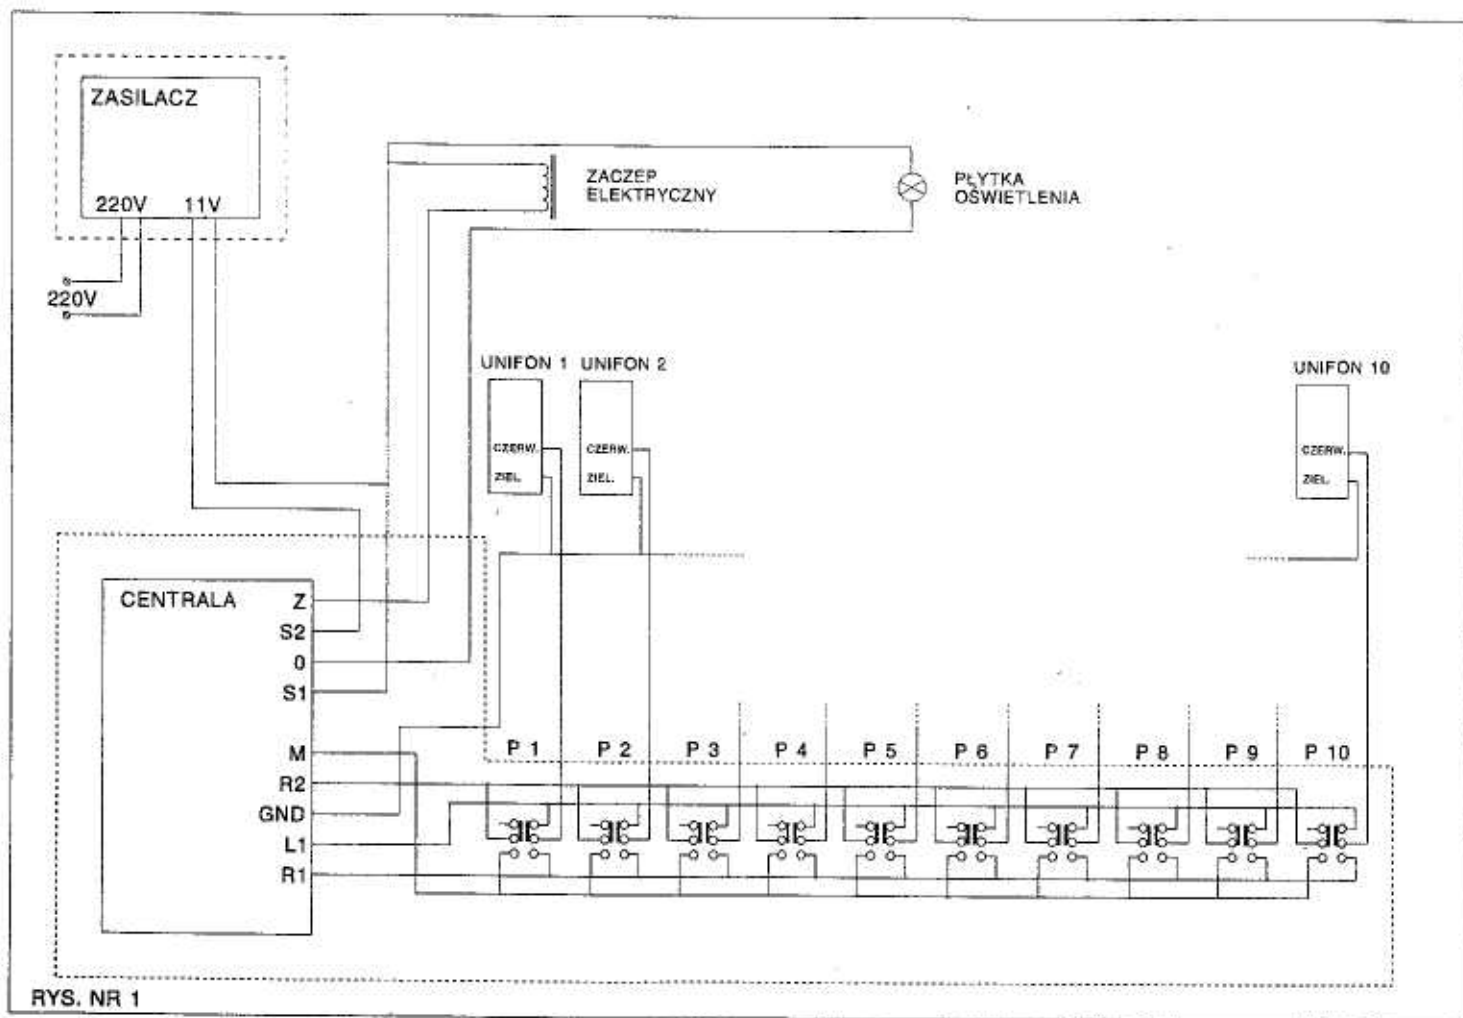 ZASILACZ
220V 11V
220V
ZACZEP
ELEKTRYCZNY
PŁYTKA
OŚWIETLENIA
UNIFON 1
CZERW.
ZIEL.
UNIFON 2
CZERW.
ZIEL.
UNIFON 10
CZERW.
ZIEL.
CENTRALA
Z
S2
0
S1
M
R2
GND
L1
R1
P 1
P 2
P 3
P 4
P 5
P 6
P 7
P 8
P 9
P 10
RYS. NR 1